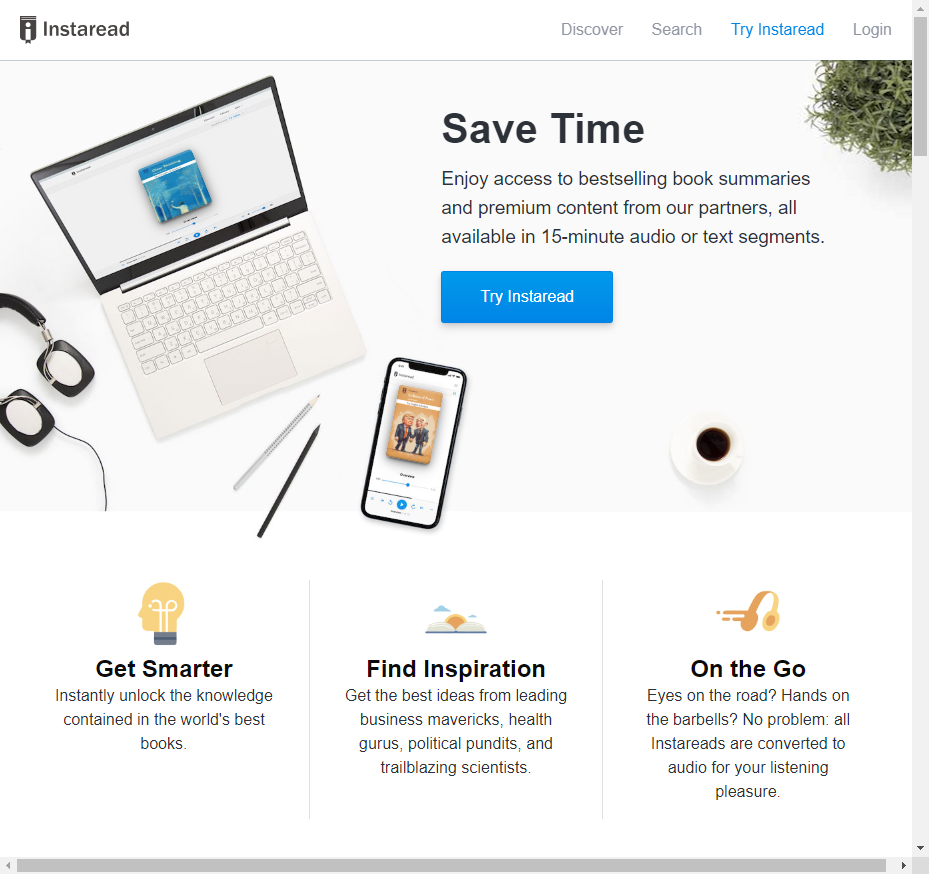 Instaread
Discover
Search
Try Instaread
Login
Save Time
Enjoy access to bestselling book summaries
and premium content from our partners, all
available in 15-minute audio or text segments.
Try Instaread
Get Smarter
Instantly unlock the knowledge
contained in the world's best
books.
Find Inspiration
Get the best ideas from leading
business mavericks, health
gurus, political pundits, and
trailblazing scientists.
On the Go
Eyes on the road? Hands on
the barbells? No problem: all
Instareads are converted to
audio for your listening
pleasure.